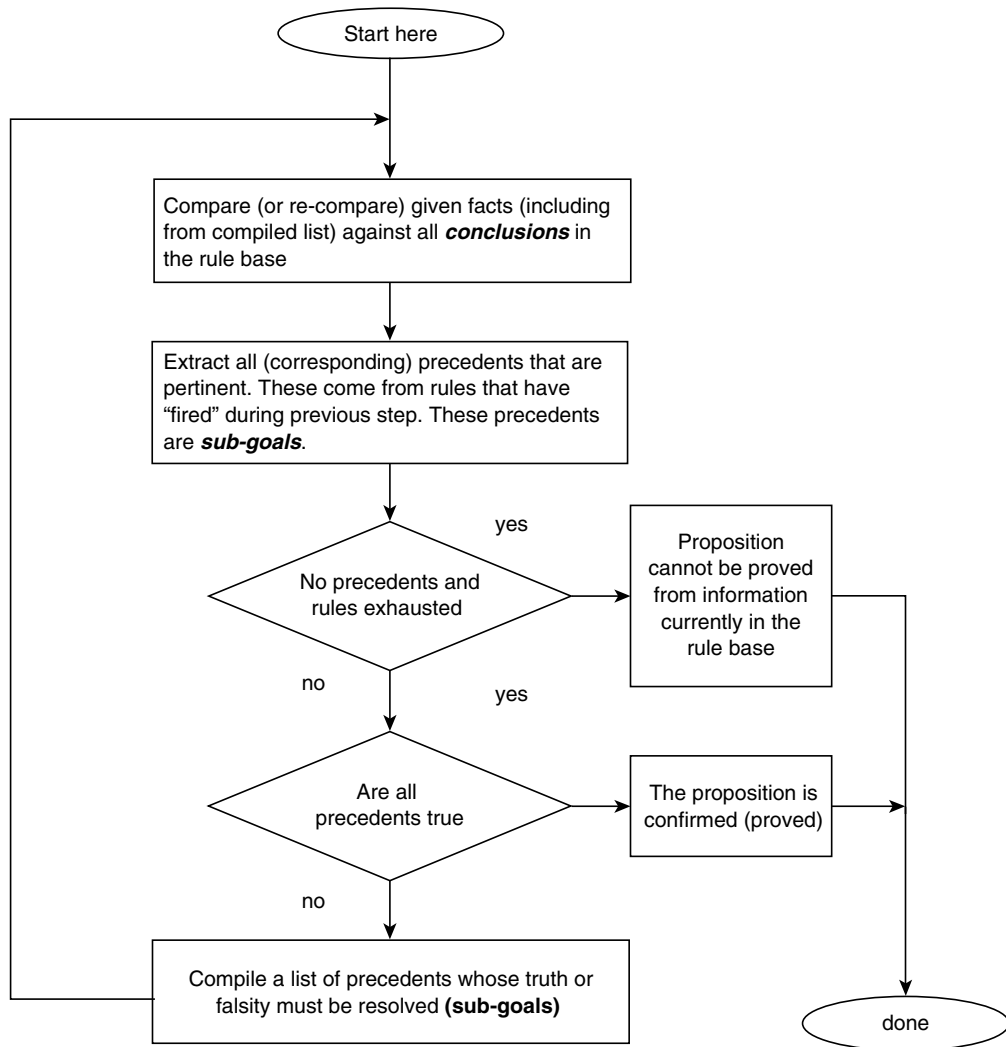 Start here
Compare (or re-compare) given facts (including
from compiled list) against all conclusions in
the rule base
Extract all (corresponding) precedents that are
pertinent. These come from rules that have
“fired” during previous step. These precedents
are sub-goals.
yes
No precedents and
rules exhausted
Proposition
cannot be proved
from information
currently in the
rule base
no
yes
Are all
precedents true
The proposition is
confirmed (proved)
no
Compile a list of precedents whose truth or
falsity must be resolved (sub-goals)
done